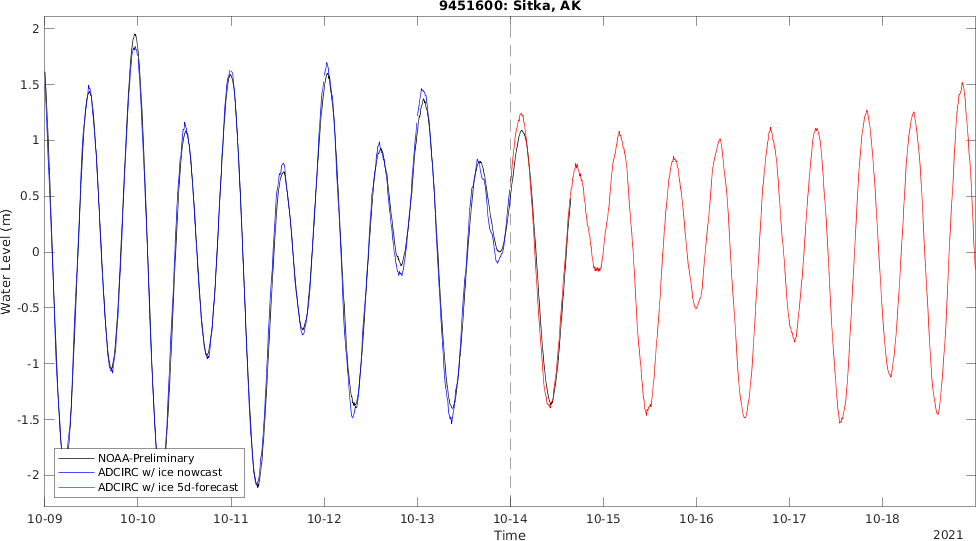 9451600: Sitka, AK
2
1.5
1
0.5
0
-0.5
-1
-1.5
-2
Water Level (m)
NOAA-Preliminary
ADCIRC w/ ice nowcast
ADCIRC w/ ice 5d-forecast
10-09 10-10 10-11 10-12 10-13 10-14 10-15 10-16 10-17 10-18
Time
2021